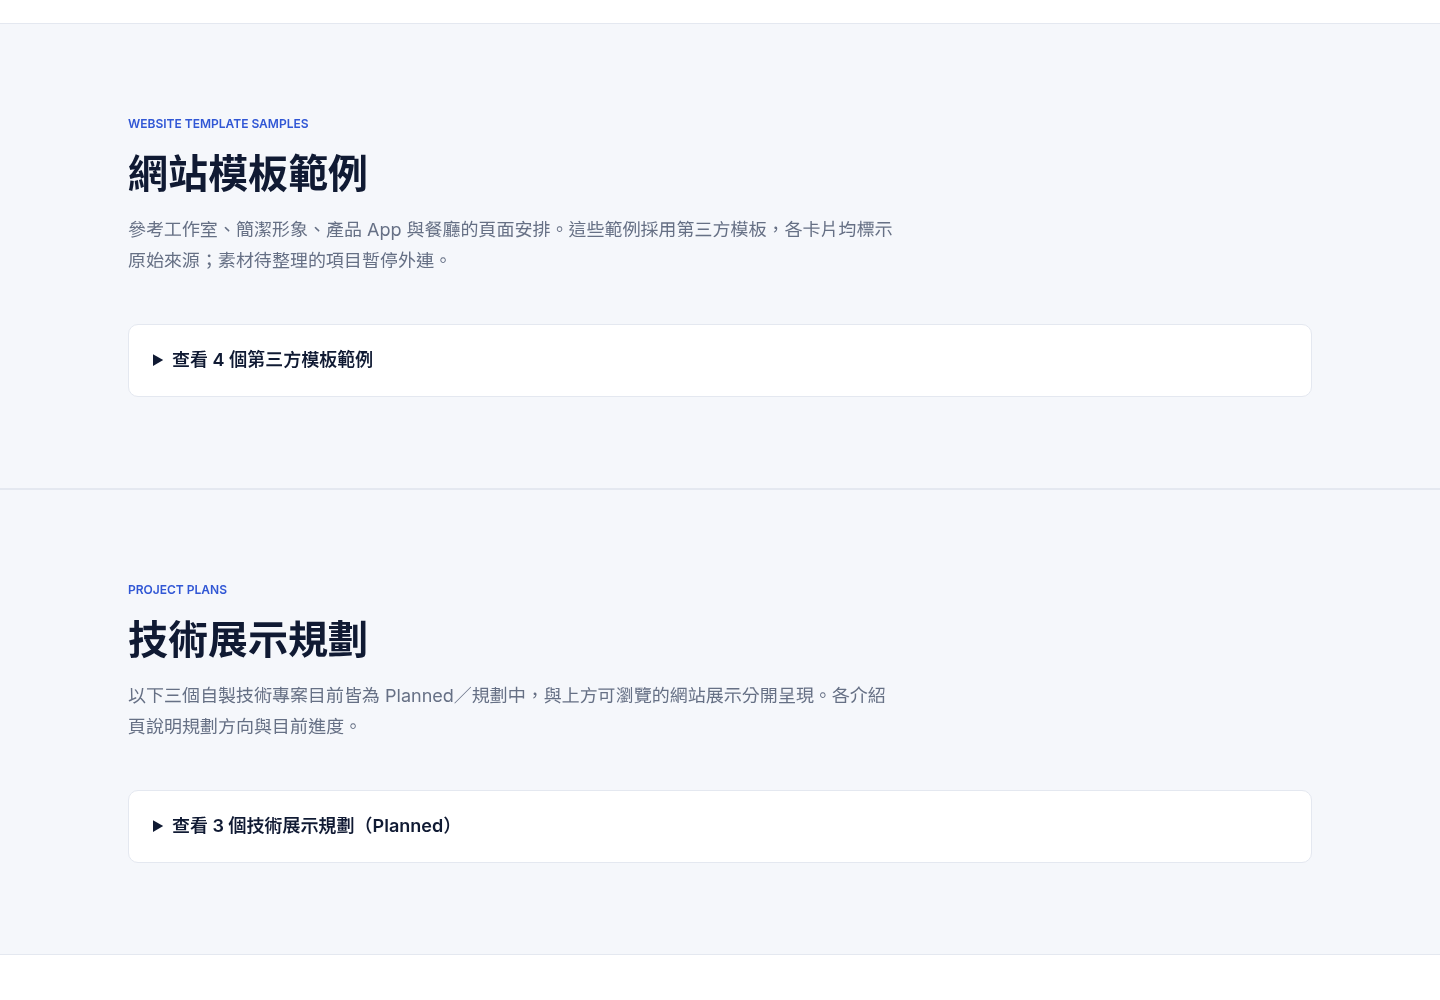 WEBSITE TEMPLATE SAMPLES
網站模板範例
參考工作室、簡潔形象、產品 App 與餐廳的頁面安排。這些範例採用第三方模板，各卡片均標示
原始來源；素材待整理的項目暫停外連。
▶ 查看 4 個第三方模板範例
PROJECT PLANS
技術展示規劃
以下三個自製技術專案目前皆為 Planned／規劃中，與上方可瀏覽的網站展示分開呈現。各介紹
頁說明規劃方向與目前進度。
▶ 查看 3 個技術展示規劃（Planned）